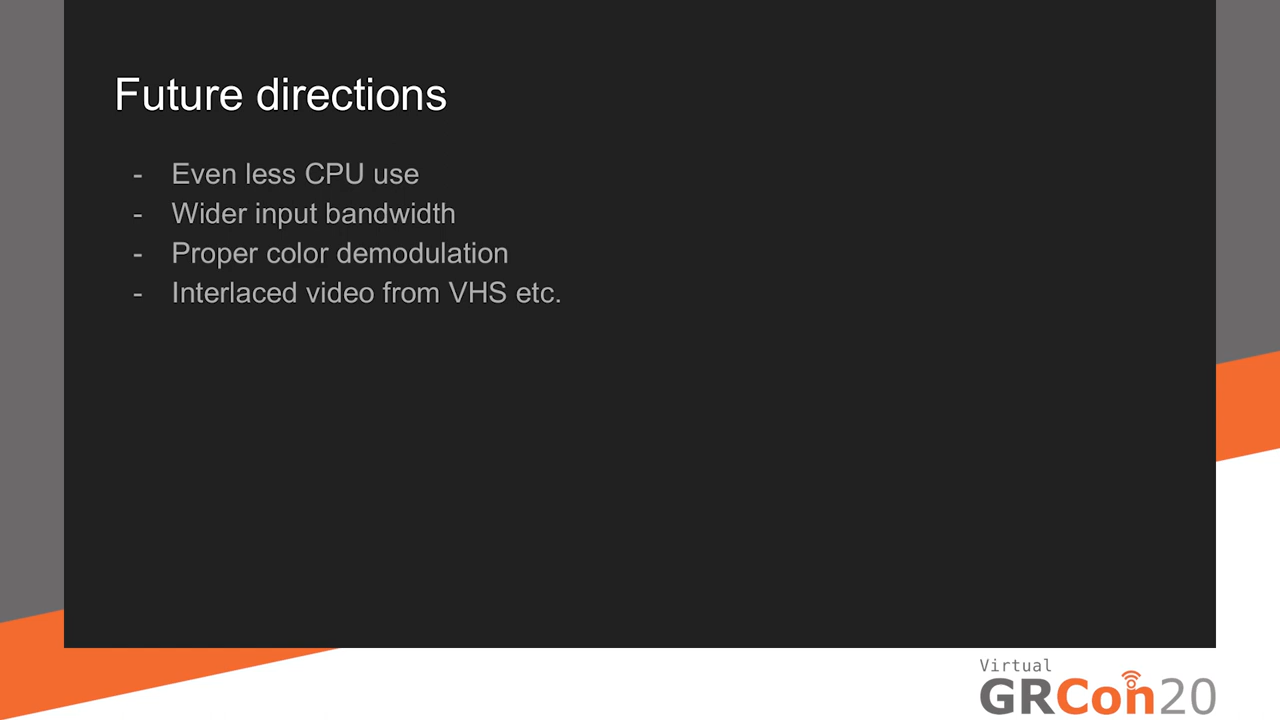 Future directions
- Even less CPU use
- Wider input bandwidth
- Proper color demodulation
- Interlaced video from VHS etc.
Virtual
GRCon20